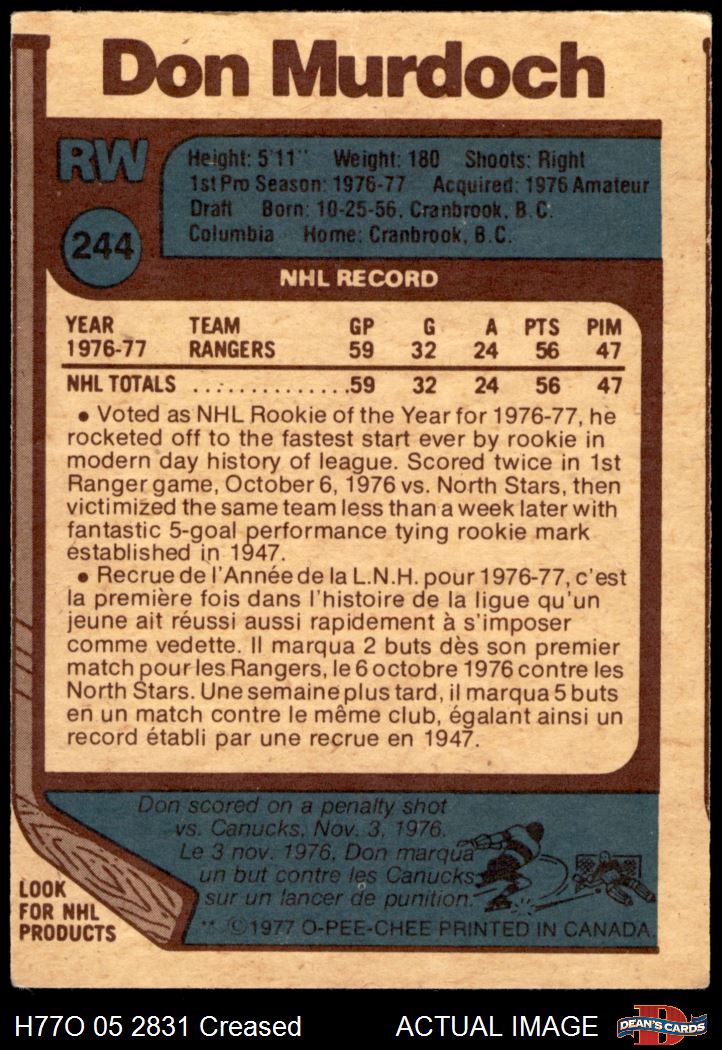 Don Murdoch
RW
Height: 5'11'' Weight: 180 Shoots: Right
1st Pro Season: 1976-77 Acquired: 1976 Amateur
Draft Born: 10-25-56, Cranbrook, B.C.
Columbia Home: Cranbrook, B.C.
244
NHL RECORD
YEAR TEAM GP G A PTS PIM
1976-77 RANGERS 59 32 24 56 47
NHL TOTALS ..............59 32 24 56 47
● Voted as NHL Rookie of the Year for 1976-77, he
rocketed off to the fastest start ever by rookie in
modern day history of league. Scored twice in 1st
Ranger game, October 6, 1976 vs. North Stars, then
victimized the same team less than a week later with
fantastic 5-goal performance tying rookie mark
established in 1947.
● Recrue de l'Année de la L.N.H. pour 1976-77, c'est
la première fois dans l'histoire de la ligue qu'un
jeune ait réussi aussi rapidement à s'imposer
comme vedette. Il marqua 2 buts dès son premier
match pour les Rangers, le 6 octobre 1976 contre les
North Stars. Une semaine plus tard, il marqua 5 buts
en un match contre le même club, égalant ainsi un
record établi par une recrue en 1947.
Don scored on a penalty shot
vs. Canucks, Nov. 3, 1976.
Le 3 nov. 1976, Don marqua
un but contre les Canucks
sur un lancer de punition.
LOOK
FOR NHL
PRODUCTS
** ©1977 O-PEE-CHEE PRINTED IN CANADA.
H77O 05 2831 Creased ACTUAL IMAGE
DEAN'S CARDS